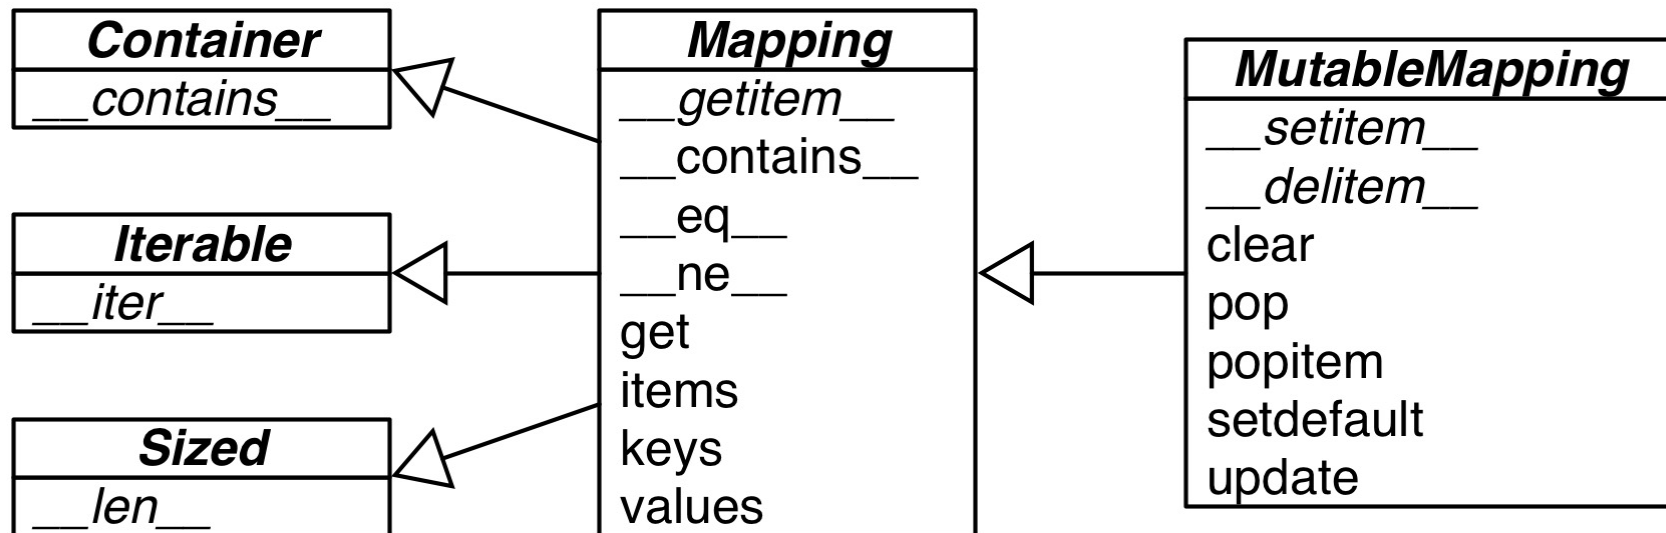 Container
__contains__
Iterable
__iter__
Sized
__len__
Mapping
__getitem__
__contains__
__eq__
__ne__
get
items
keys
values
MutableMapping
__setitem__
__delitem__
clear
pop
popitem
setdefault
update